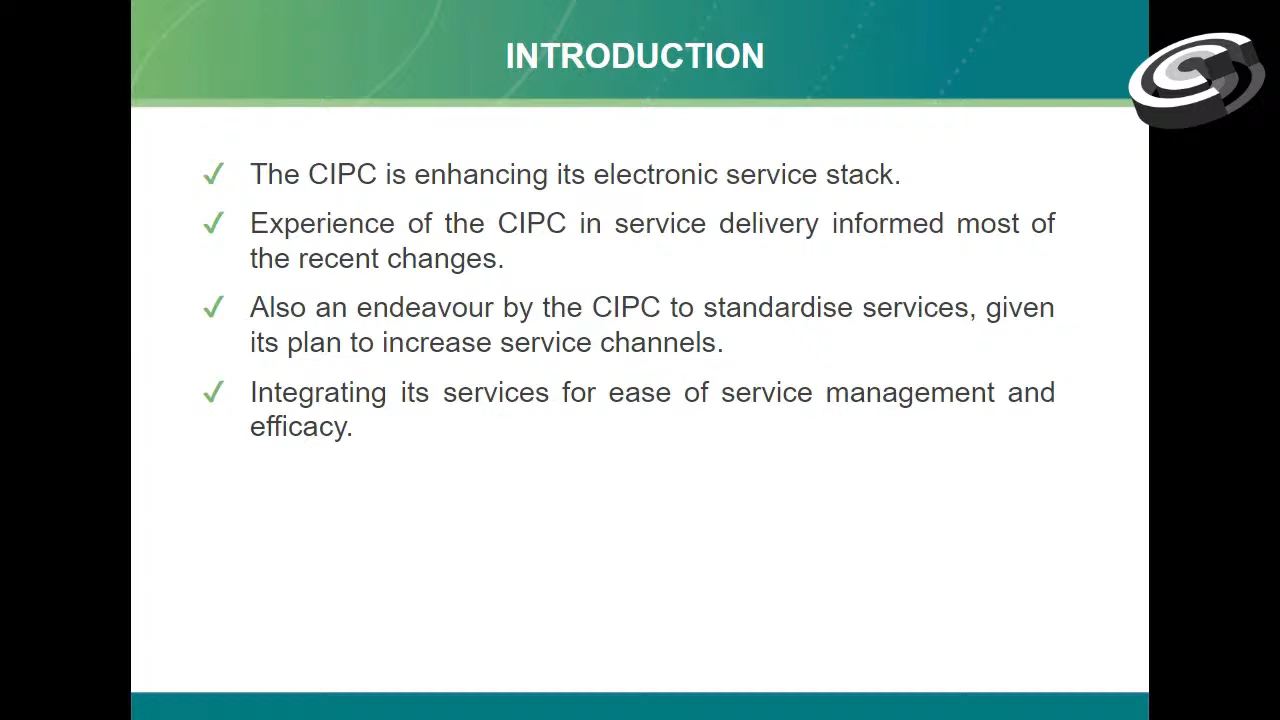 INTRODUCTION
✓ The CIPC is enhancing its electronic service stack.
✓ Experience of the CIPC in service delivery informed most of
the recent changes.
✓ Also an endeavour by the CIPC to standardise services, given
its plan to increase service channels.
✓ Integrating its services for ease of service management and
efficacy.